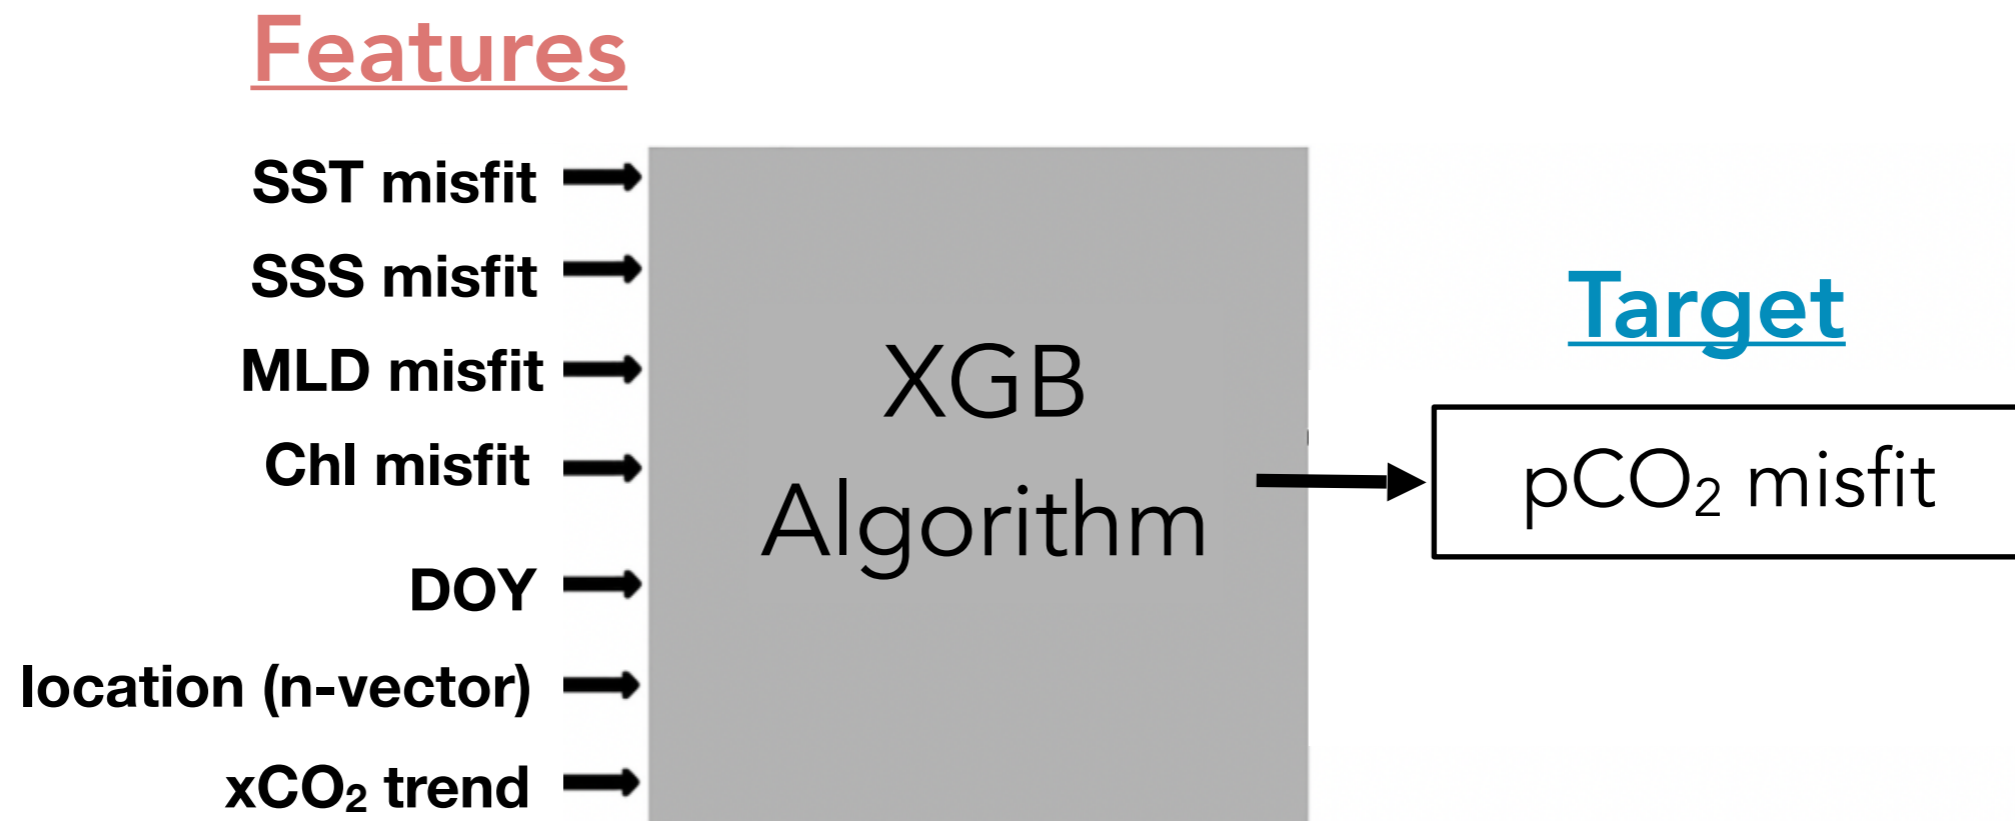 Features
SST misfit
SSS misfit
MLD misfit
Chl misfit
DOY
location (n-vector)
xCO₂ trend
XGB
Algorithm
Target
pCO₂ misfit